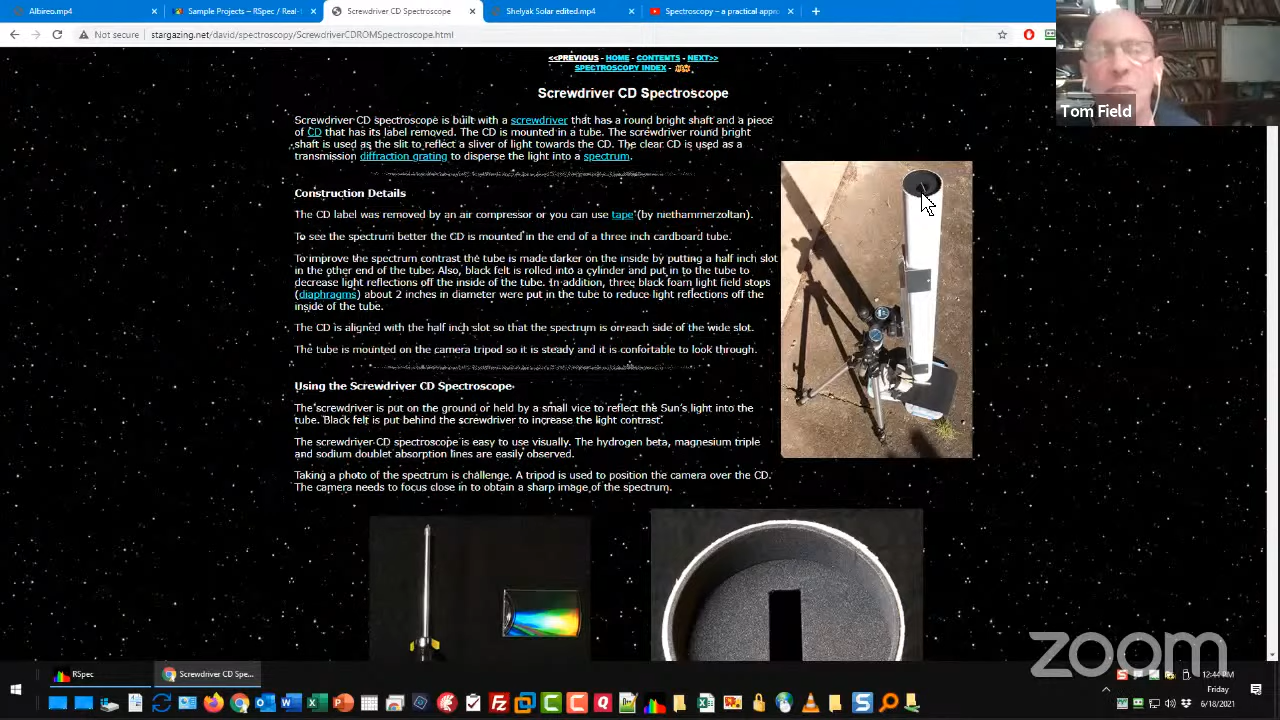 Albireo.mp4
Sample Projects – RSpec / Real-t
Screwdriver CD Spectroscope
Shelyak Solar edited.mp4
Spectroscopy – a practical appro
Not secure
stargazing.net/david/spectroscopy/ScrewdriverCDROMSpectroscope.html
Tom Field
<<PREVIOUS - HOME - CONTENTS - NEXT>>
SPECTROSCOPY INDEX -
Screwdriver CD Spectroscope
Screwdriver CD Spectroscope is built with a screwdriver that has a round bright shaft and a piece
of CD that has its label removed. The CD is mounted in a tube. The screwdriver round bright
shaft is used as the slit to reflect a sliver of light towards the CD. The clear CD is used as a
transmission diffraction grating to disperse the light into a spectrum.
Construction Details
The CD label was removed by an air compressor or you can use tape (by niethammerzoltan).
To see the spectrum better the CD is mounted in the end of a three inch cardboard tube.
To improve the spectrum contrast the tube is made darker on the inside by putting a half inch slot
in the other end of the tube. Also, black felt is rolled into a cylinder and put in to the tube to
decrease light reflections off the inside of the tube. In addition, three black foam light field stops
(diaphragms) about 2 inches in diameter were put in the tube to reduce light reflections off the
inside of the tube.
The CD is aligned with the half inch slot so that the spectrum is on each side of the wide slot.
The tube is mounted on the camera tripod so it is steady and it is confortable to look through.
Using the Screwdriver CD Spectroscope
The screwdriver is put on the ground or held by a small vice to reflect the Sun's light into the
tube. Black felt is put behind the screwdriver to increase the light contrast.
The screwdriver CD spectroscope is easy to use visually. The hydrogen beta, magnesium triple
and sodium doublet absorption lines are easily observed.
Taking a photo of the spectrum is challenge. A tripod is used to position the camera over the CD.
The camera needs to focus close in to obtain a sharp image of the spectrum.
zoom
RSpec
Screwdriver CD Spe...
12:44 PM
Friday
6/18/2021